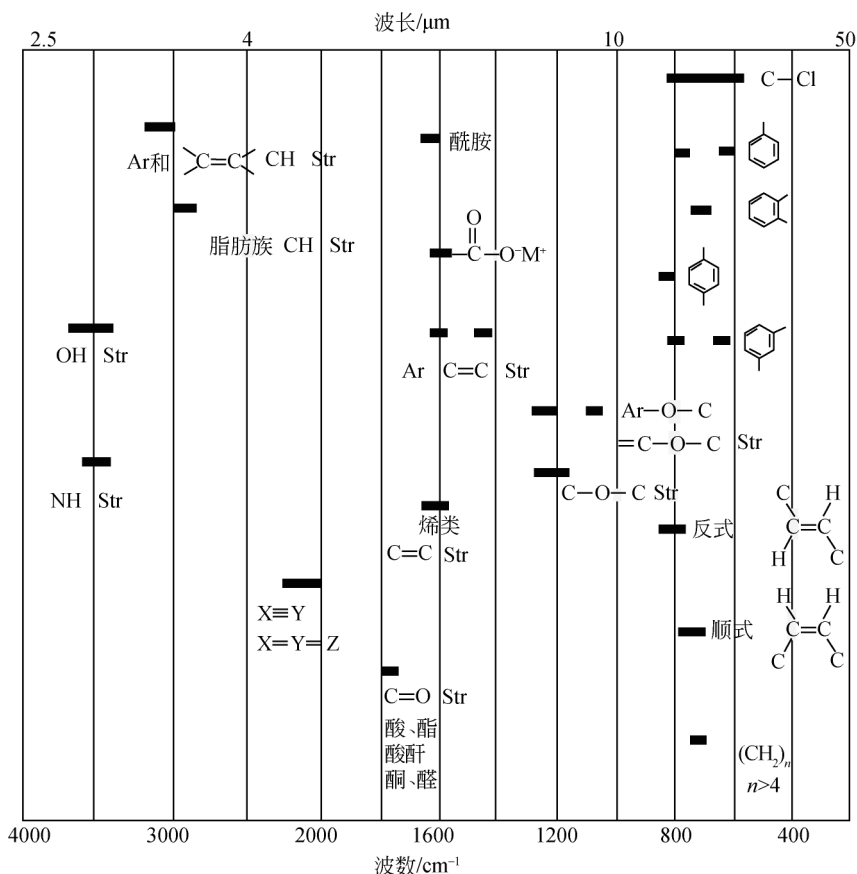 波长/μm
2.5 4 10 50
C—Cl
Ar和 C=C CH Str
酰胺
脂肪族 CH Str
O
C—O⁻M⁺
OH Str
Ar C=C Str
Ar—O—C
=C—O—C Str
NH Str
C—O—C Str
烯类
C=C Str
反式
C H
C=C
H C
X≡Y
X=Y=Z
顺式
H H
C=C
C C
C=O Str
酸、酯
酸酐
酮、醛
(CH₂)ₙ
n>4
4000 3000 2000 1600 1200 800 400
波数/cm⁻¹